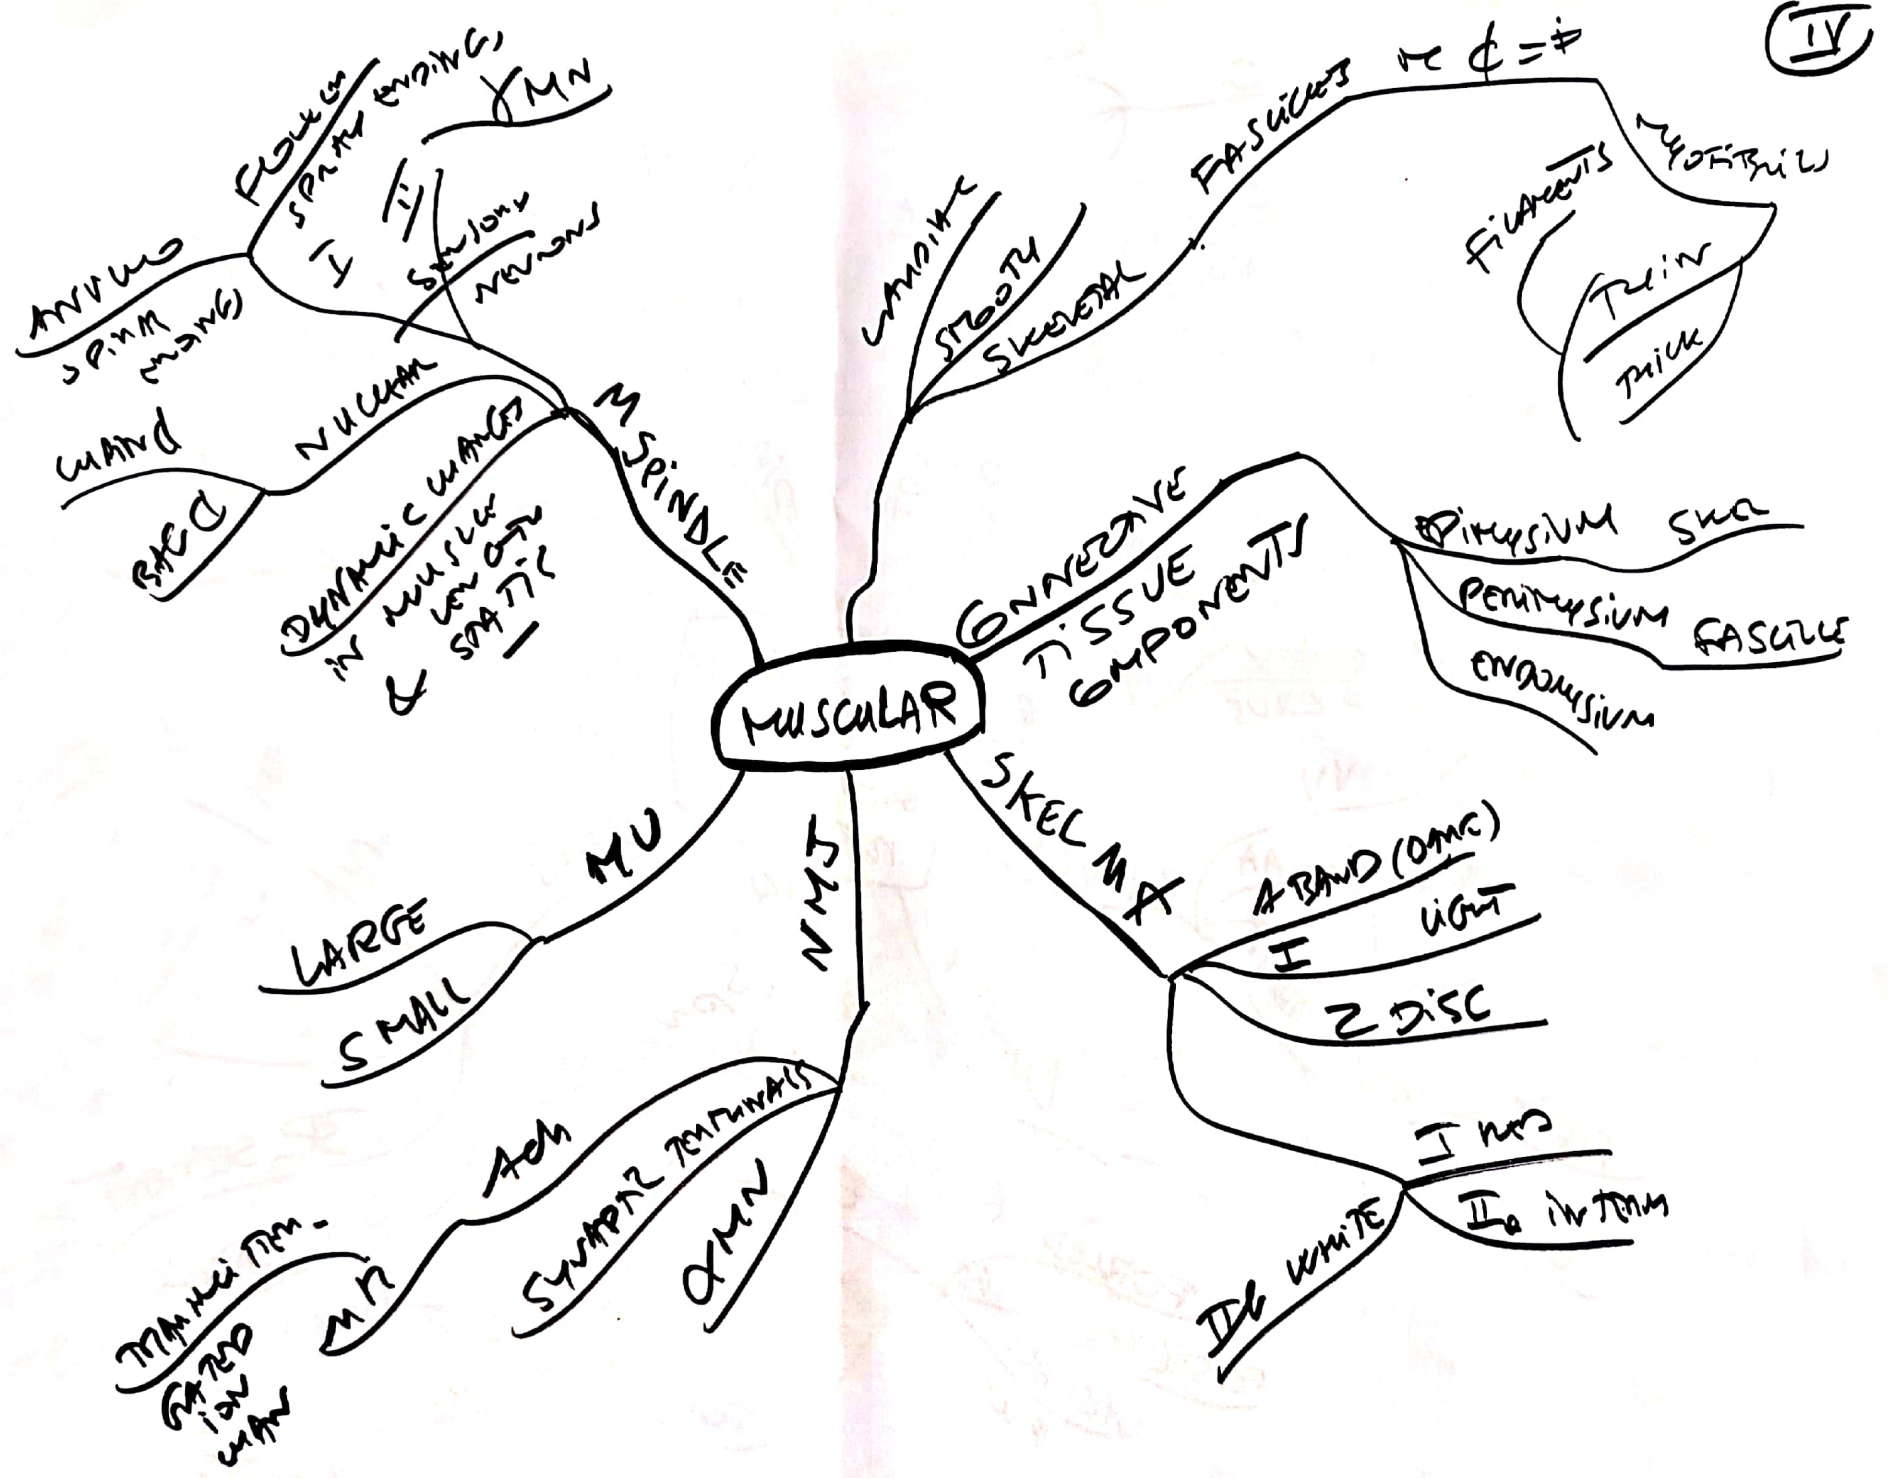 IV
MUSCULAR
CARDIAC
SMOOTH
SKELETAL
FASCICLES
MYOFIBRILS
FILAMENTS
THIN
THICK
CONNECTIVE
TISSUE
COMPONENTS
EPIMYSIUM SKEL
PERIMYSIUM
FASCICLE
ENDOMYSIUM
SKEL M A
A BAND (DARK)
I LIGHT
Z DISC
I RED
IIa INTERM
IIb WHITE
NMJ
ACh
NR
TRANSMITTER-
GATED
ION
CHAN
SYNAPTIC TERMINALS
αMN
MU
LARGE
SMALL
M SPINDLE
DYNAMIC CHANGES
IN MUSCLE
LENGTH
& STATIC
NUCLEAR
CHAIN
BAG
SENSORY
NEURONS
I
II
γMN
FLOWER
SPRAY ENDINGS
ANNULO
SPIRAL
ENDINGS